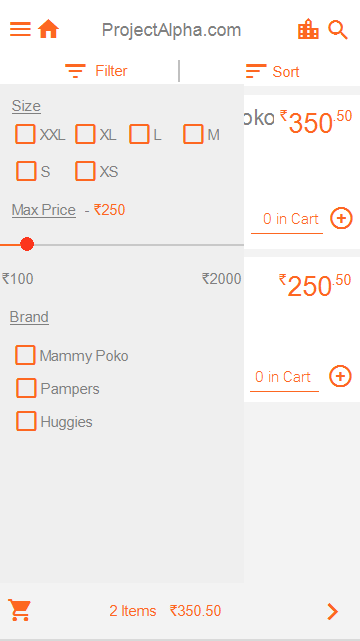 ProjectAlpha.com
Filter
Sort
Size
XXL XL L M
S XS
Max Price - ₹250
₹100 ₹2000
Brand
Mammy Poko
Pampers
Huggies
oko ₹350.50
0 in Cart
₹250.50
0 in Cart
2 Items ₹350.50